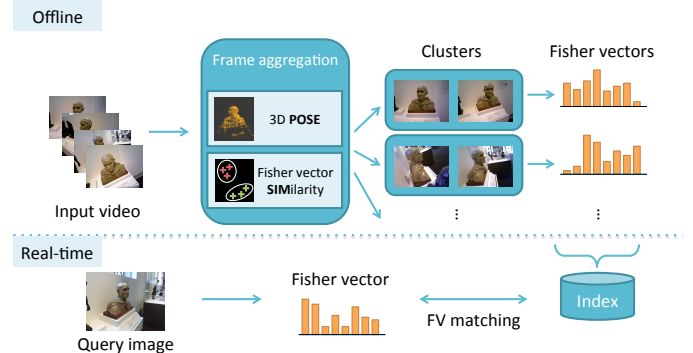 Offline
Frame aggregation
Clusters
Fisher vectors
3D POSE
Fisher vector
SIMilarity
Input video
...
...
Real-time
Fisher vector
Index
FV matching
Query image